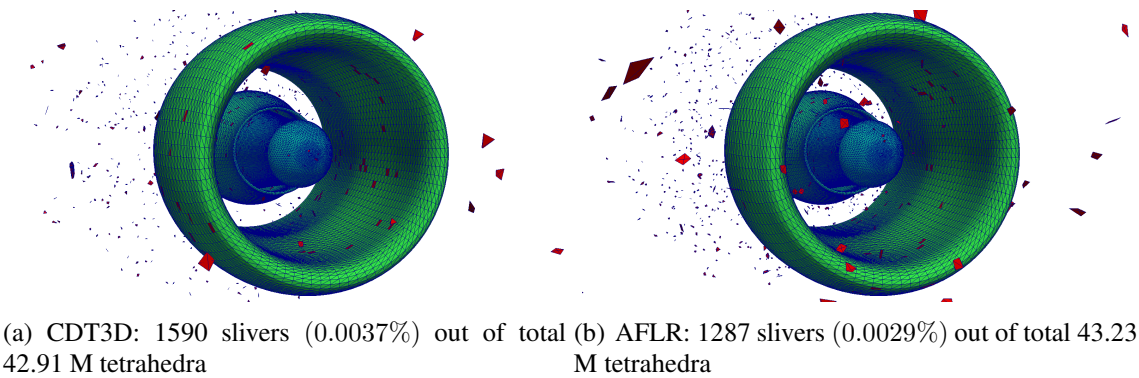 (a) CDT3D: 1590 slivers (0.0037%) out of total
42.91 M tetrahedra
(b) AFLR: 1287 slivers (0.0029%) out of total 43.23
M tetrahedra